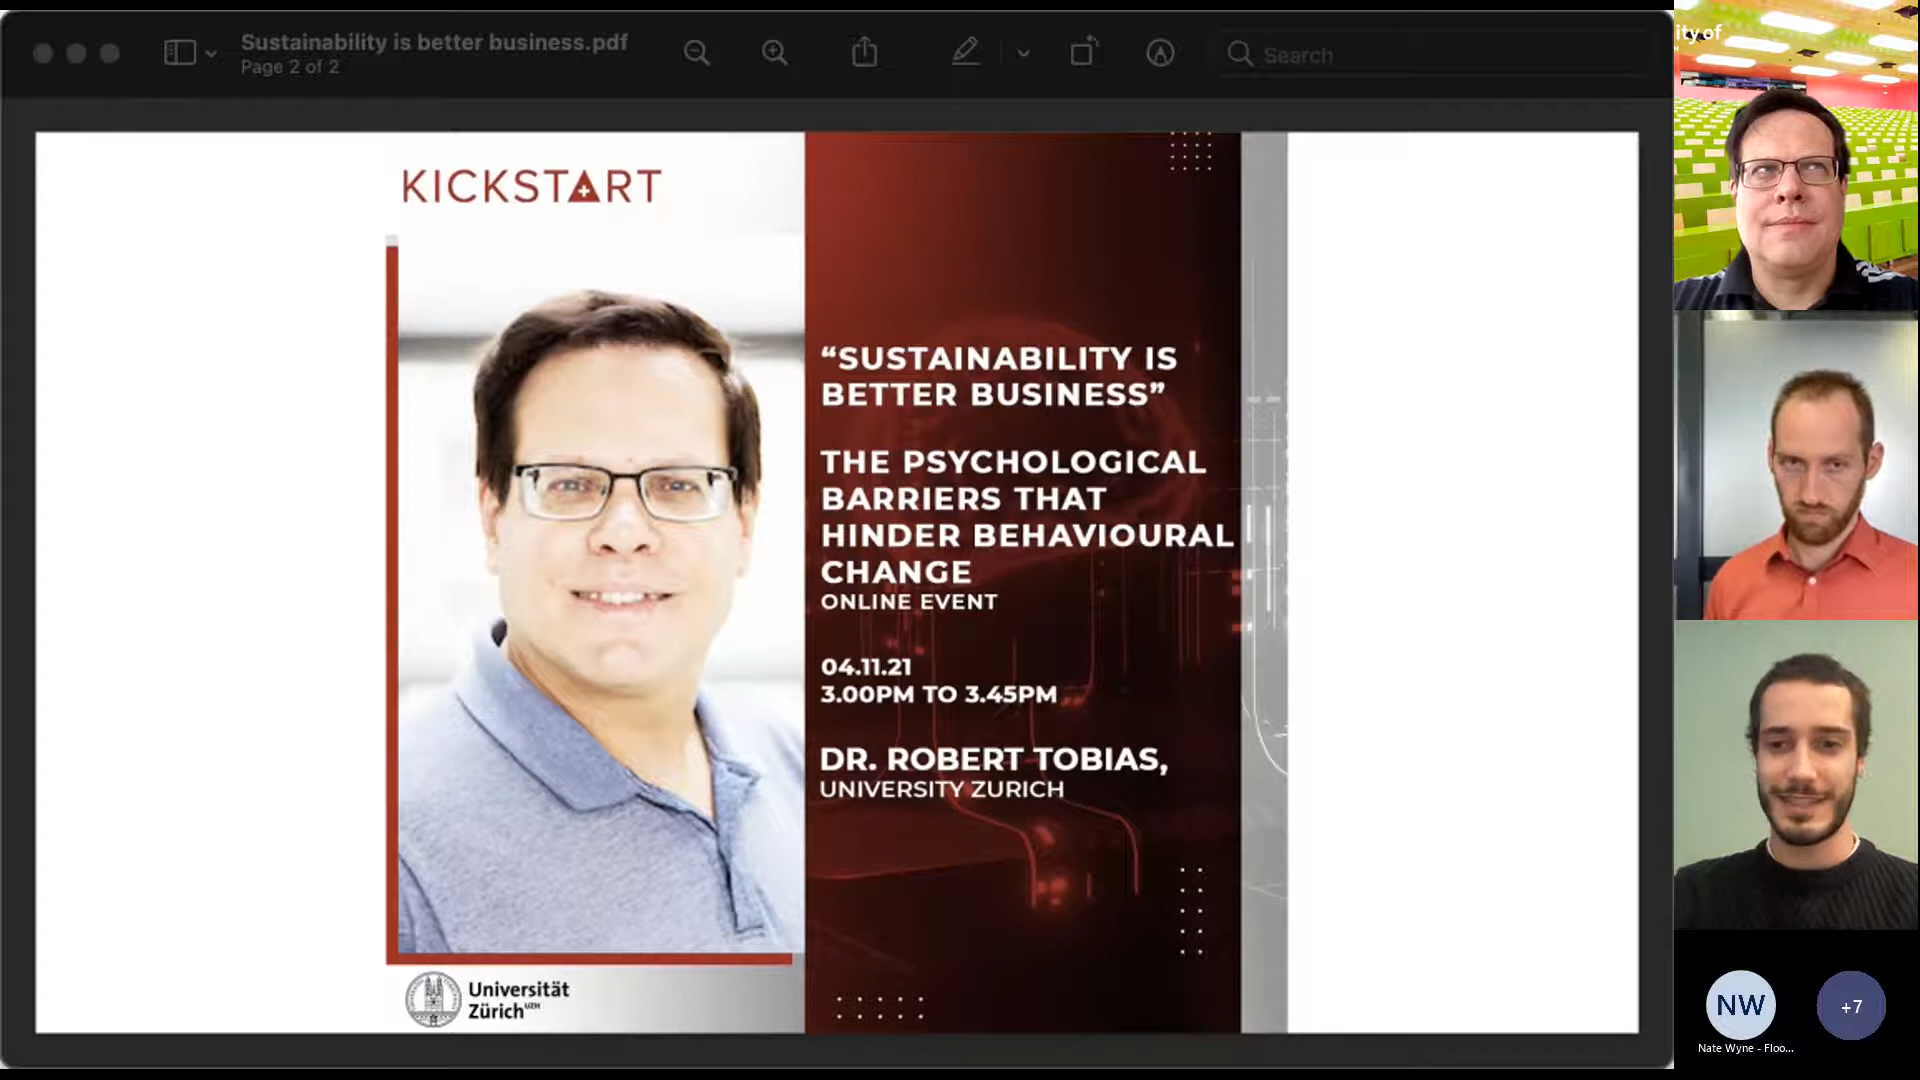 Sustainability is better business.pdf
Page 2 of 2
Search
KICKSTART
“SUSTAINABILITY IS
BETTER BUSINESS”
THE PSYCHOLOGICAL
BARRIERS THAT
HINDER BEHAVIOURAL
CHANGE
ONLINE EVENT
04.11.21
3.00PM TO 3.45PM
DR. ROBERT TOBIAS,
UNIVERSITY ZURICH
Universität
Zürich UZH
ity of
NW
+7
Nate Wyne - Floo...